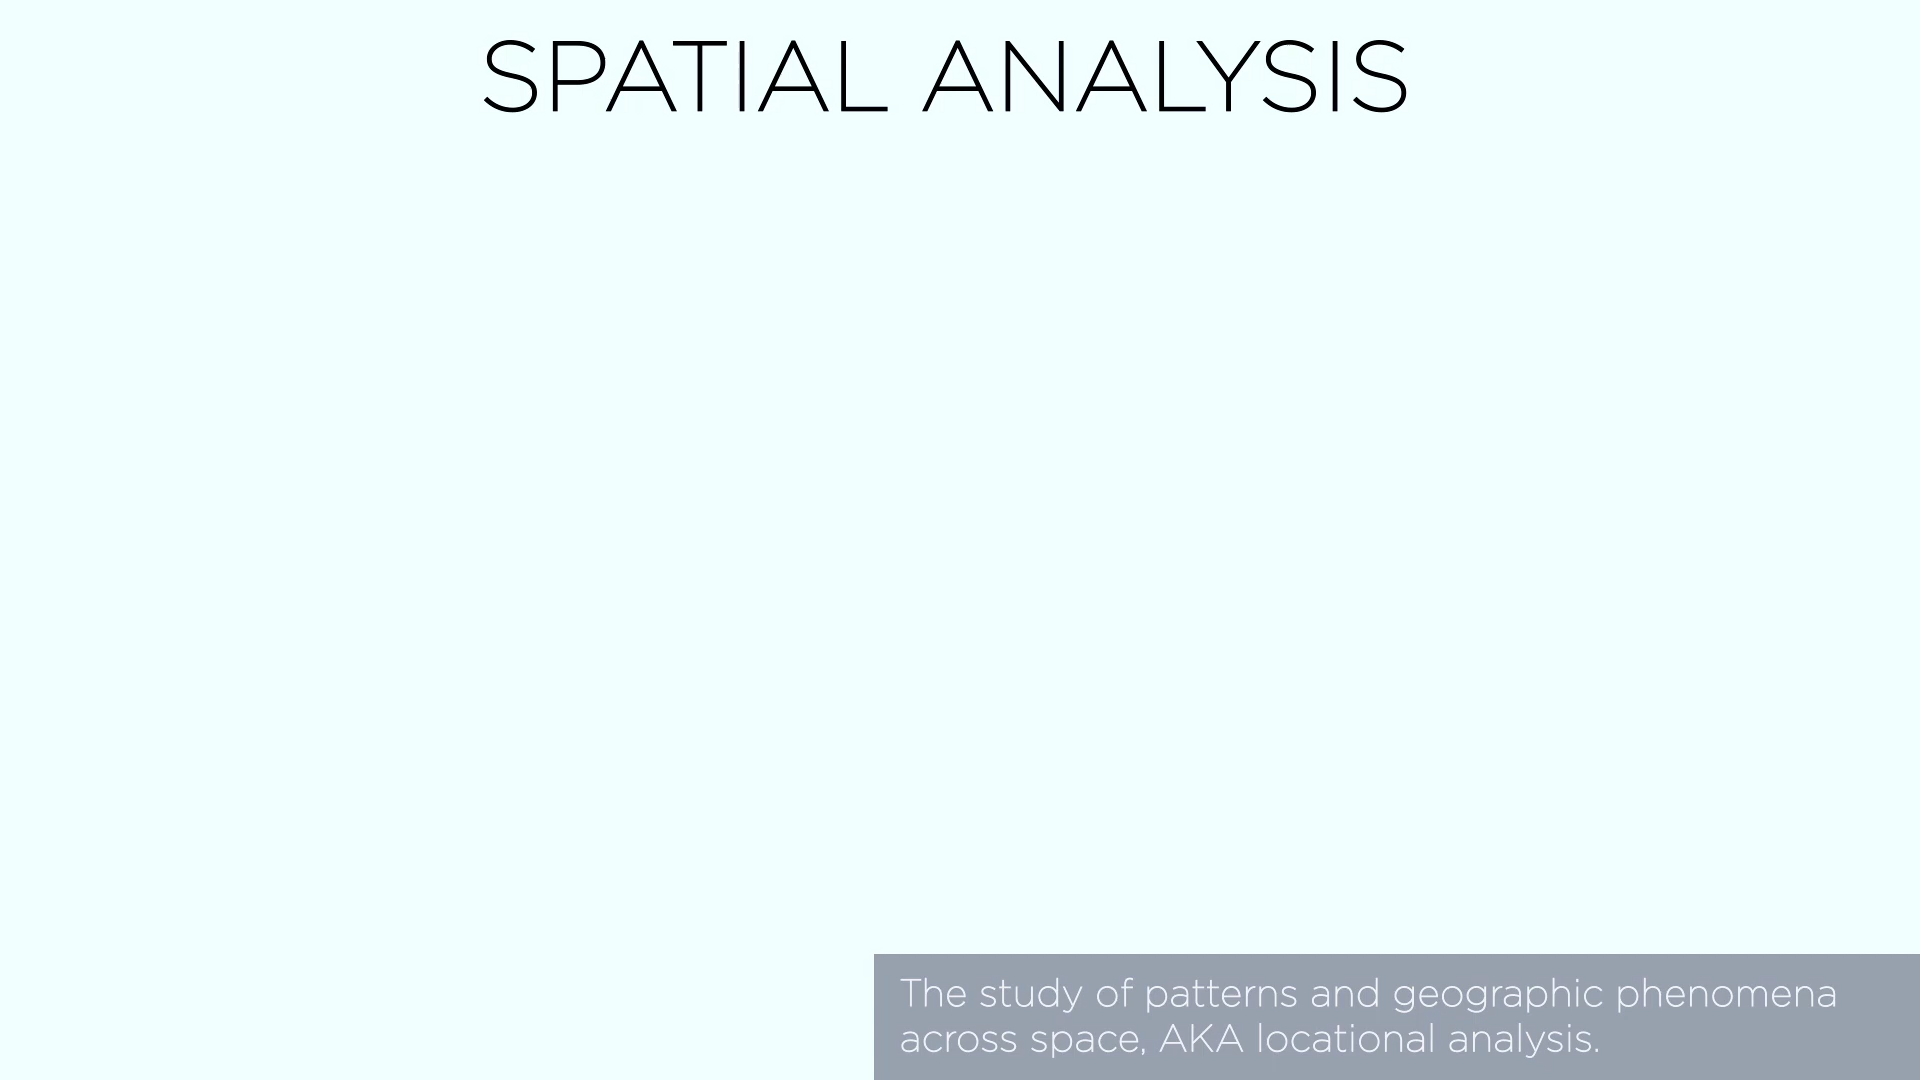 SPATIAL ANALYSIS
The study of patterns and geographic phenomena
across space, AKA locational analysis.